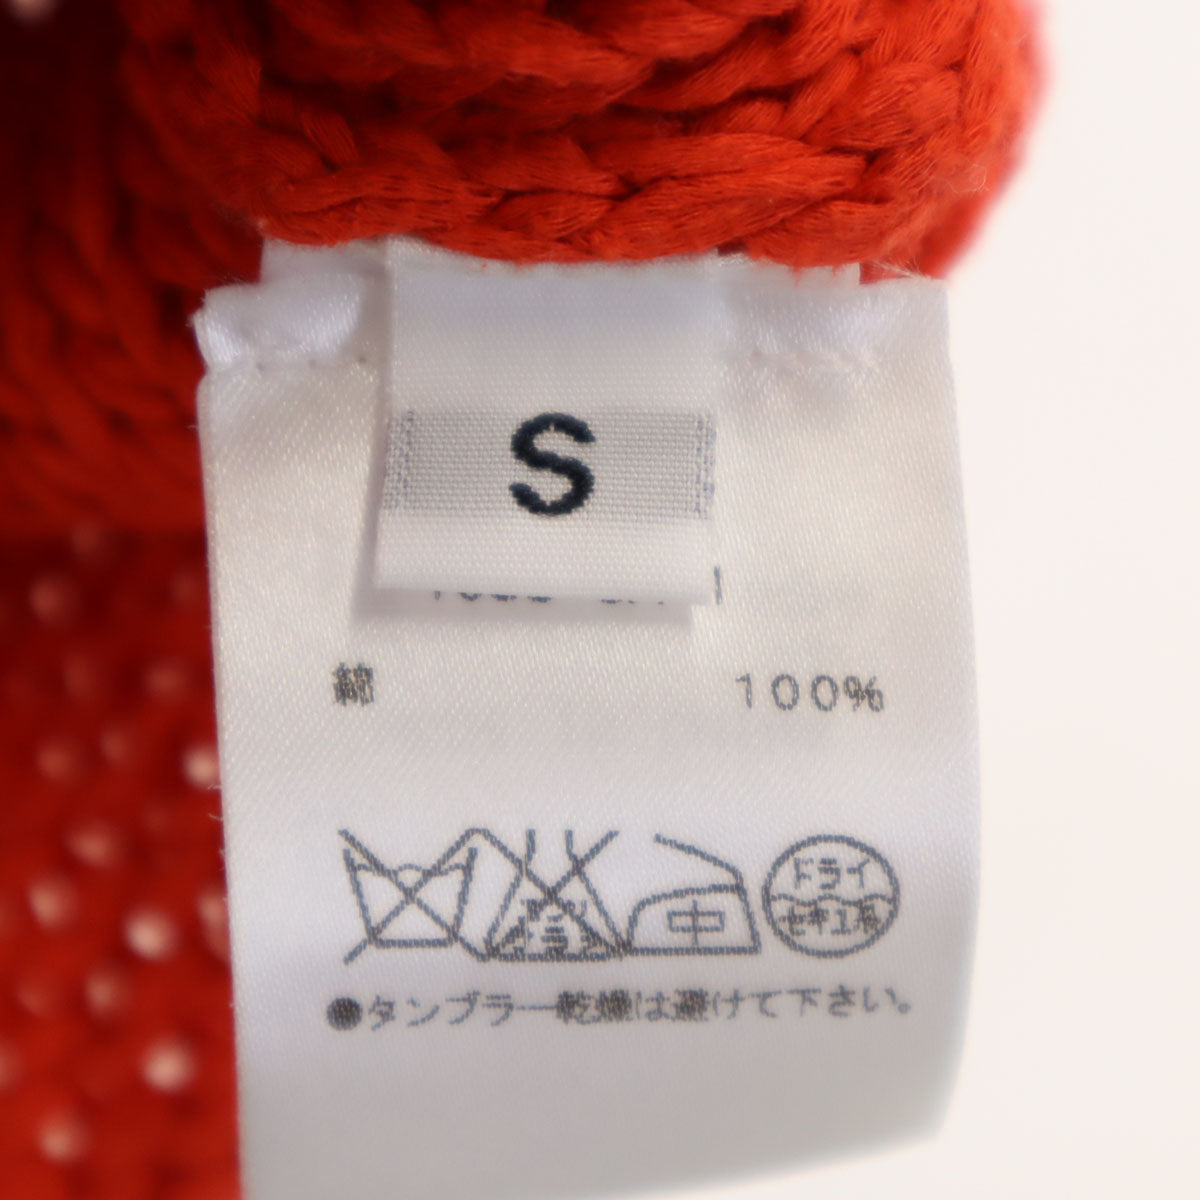 S
綿 100%
中
ドライ
セキユ系
●タンブラー乾燥は避けて下さい。